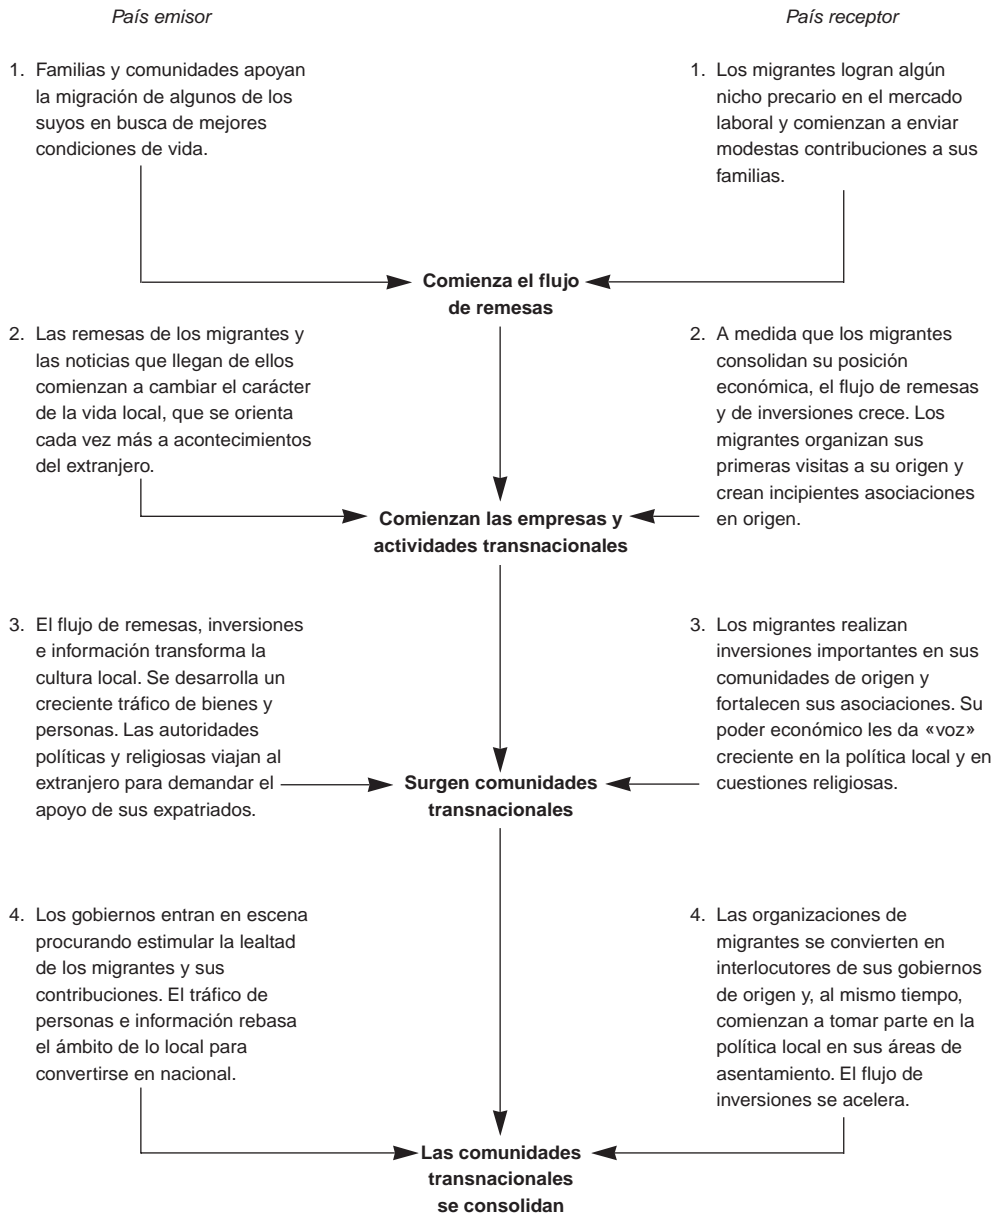 País emisor
País receptor
1. Familias y comunidades apoyan
la migración de algunos de los
suyos en busca de mejores
condiciones de vida.
1. Los migrantes logran algún
nicho precario en el mercado
laboral y comienzan a enviar
modestas contribuciones a sus
familias.
Comienza el flujo
de remesas
2. Las remesas de los migrantes y
las noticias que llegan de ellos
comienzan a cambiar el carácter
de la vida local, que se orienta
cada vez más a acontecimientos
del extranjero.
2. A medida que los migrantes
consolidan su posición
económica, el flujo de remesas
y de inversiones crece. Los
migrantes organizan sus
primeras visitas a su origen y
crean incipientes asociaciones
en origen.
Comienzan las empresas y
actividades transnacionales
3. El flujo de remesas, inversiones
e información transforma la
cultura local. Se desarrolla un
creciente tráfico de bienes y
personas. Las autoridades
políticas y religiosas viajan al
extranjero para demandar el
apoyo de sus expatriados.
3. Los migrantes realizan
inversiones importantes en sus
comunidades de origen y
fortalecen sus asociaciones. Su
poder económico les da «voz»
creciente en la política local y en
cuestiones religiosas.
Surgen comunidades
transnacionales
4. Los gobiernos entran en escena
procurando estimular la lealtad
de los migrantes y sus
contribuciones. El tráfico de
personas e información rebasa
el ámbito de lo local para
convertirse en nacional.
4. Las organizaciones de
migrantes se convierten en
interlocutores de sus gobiernos
de origen y, al mismo tiempo,
comienzan a tomar parte en la
política local en sus áreas de
asentamiento. El flujo de
inversiones se acelera.
Las comunidades
transnacionales
se consolidan